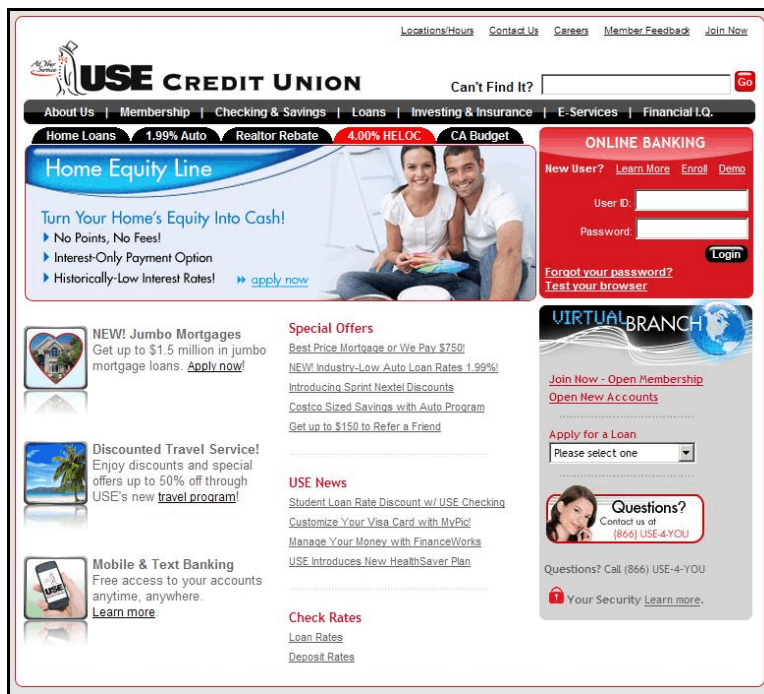 Locations/Hours Contact Us Careers Member Feedback Join Now
At Your Service
USE CREDIT UNION
Can't Find It? Go
About Us | Membership | Checking & Savings | Loans | Investing & Insurance | E-Services | Financial I.Q.
Home Loans 1.99% Auto Realtor Rebate 4.00% HELOC CA Budget
Home Equity Line
Turn Your Home's Equity Into Cash!
No Points, No Fees!
Interest-Only Payment Option
Historically-Low Interest Rates!
apply now
ONLINE BANKING
New User? Learn More Enroll Demo
User ID:
Password:
Login
Forgot your password?
Test your browser
NEW! Jumbo Mortgages
Get up to $1.5 million in jumbo
mortgage loans. Apply now!
Discounted Travel Service!
Enjoy discounts and special
offers up to 50% off through
USE's new travel program!
USE
Mobile & Text Banking
Free access to your accounts
anytime, anywhere.
Learn more.
Special Offers
Best Price Mortgage or We Pay $750!
NEW! Industry-Low Auto Loan Rates 1.99%!
Introducing Sprint Nextel Discounts
Costco Sized Savings with Auto Program
Get up to $150 to Refer a Friend
USE News
Student Loan Rate Discount w/ USE Checking
Customize Your Visa Card with MyPic!
Manage Your Money with FinanceWorks
USE Introduces New HealthSaver Plan
Check Rates
Loan Rates
Deposit Rates
VIRTUAL BRANCH
Join Now - Open Membership
Open New Accounts
Apply for a Loan
Please select one
Questions?
Contact us at
(866) USE-4-YOU
Questions? Call (866) USE-4-YOU
Your Security Learn more.